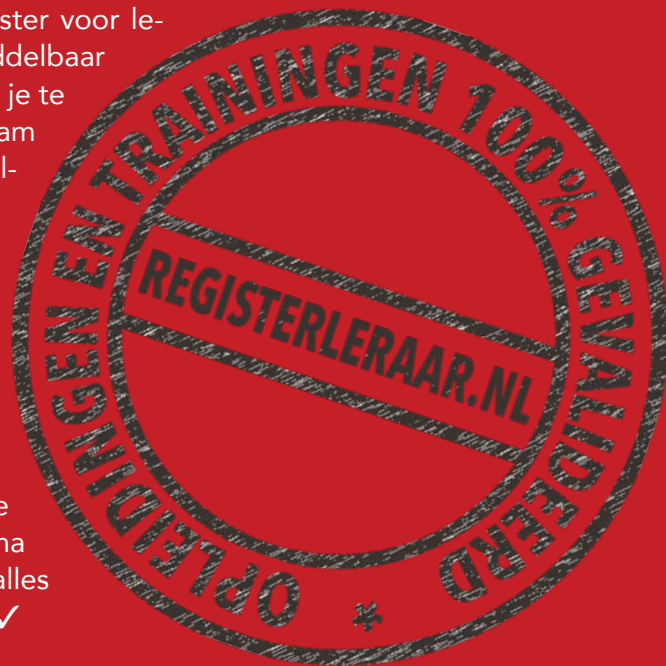 ster voor le-
ddelbaar
je te
am
l-
e
na
alles
✓
OPLEIDINGEN EN TRAININGEN 100% GEVALIDEERD *
REGISTERLERAAR.NL